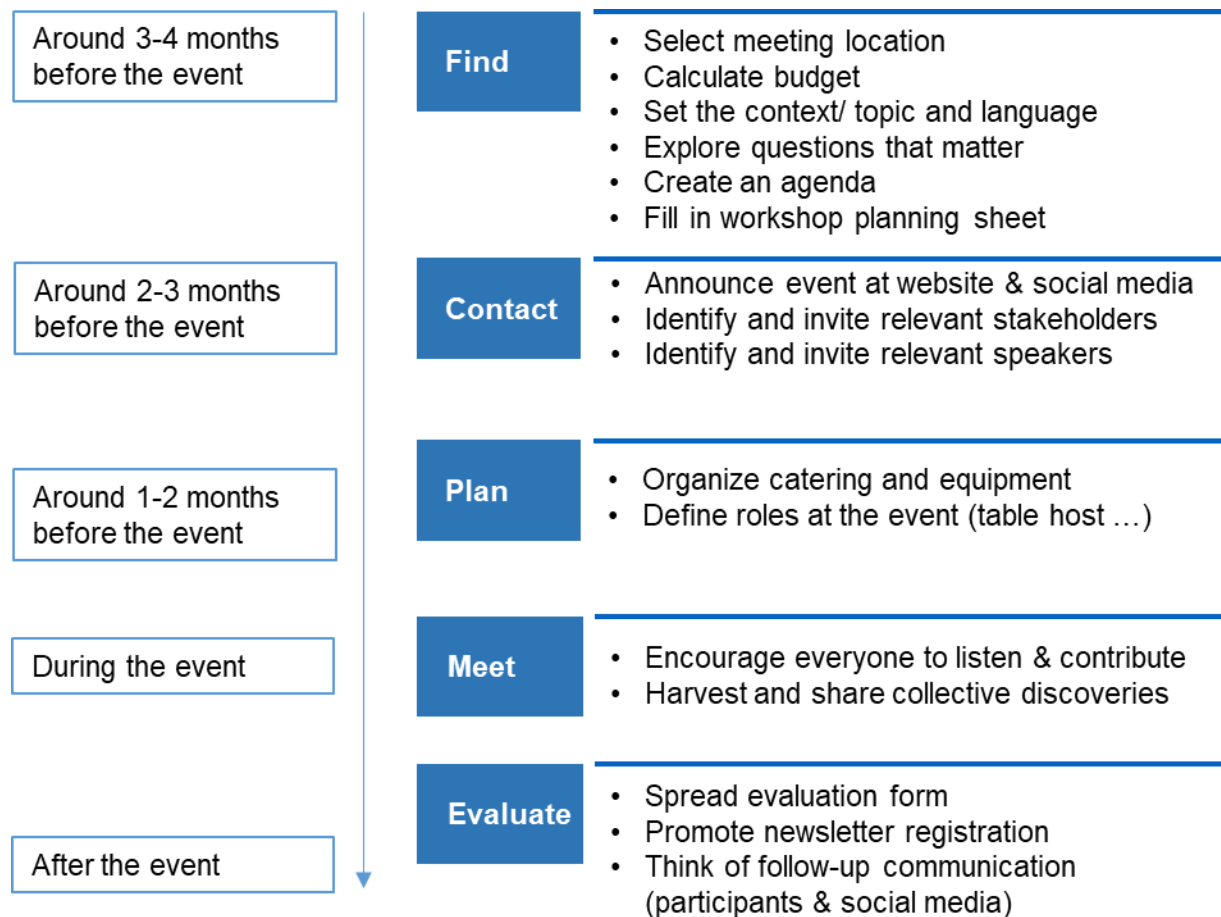 Around 3-4 months
before the event
Find
• Select meeting location
• Calculate budget
• Set the context/ topic and language
• Explore questions that matter
• Create an agenda
• Fill in workshop planning sheet
Around 2-3 months
before the event
Contact
• Announce event at website & social media
• Identify and invite relevant stakeholders
• Identify and invite relevant speakers
Around 1-2 months
before the event
Plan
• Organize catering and equipment
• Define roles at the event (table host …)
During the event
Meet
• Encourage everyone to listen & contribute
• Harvest and share collective discoveries
After the event
Evaluate
• Spread evaluation form
• Promote newsletter registration
• Think of follow-up communication
(participants & social media)